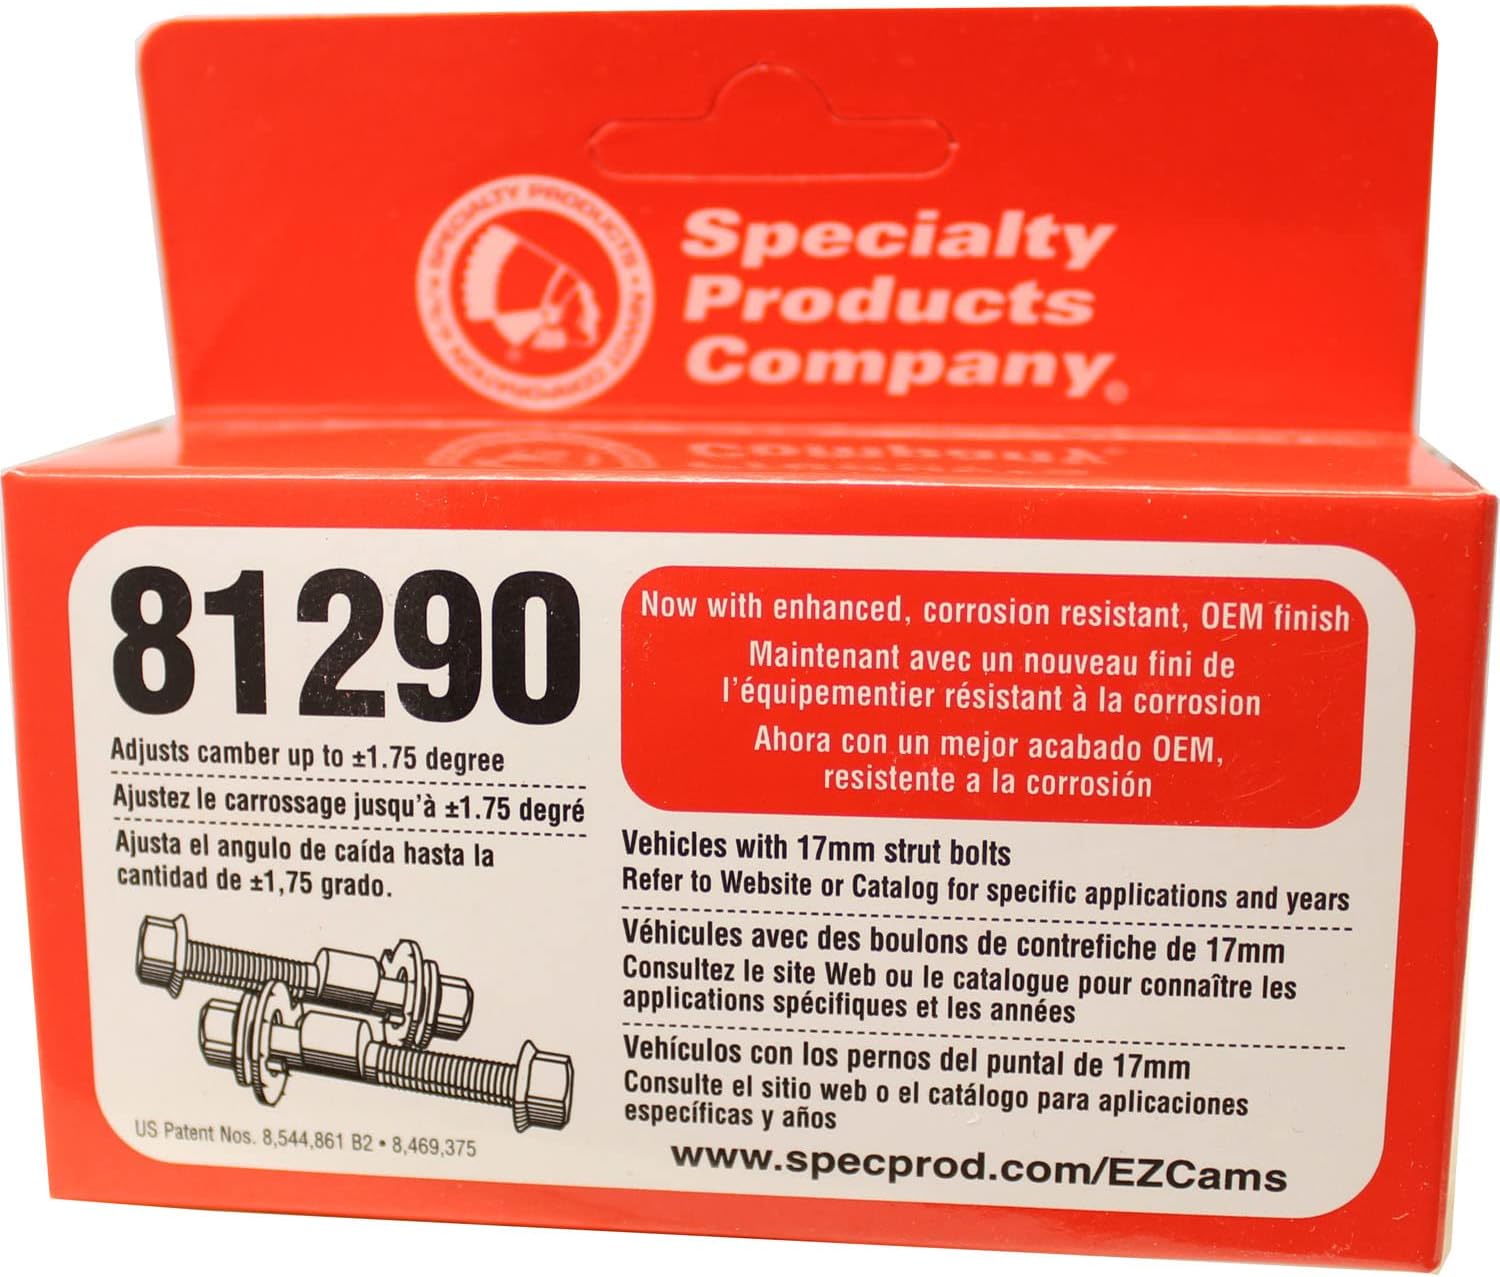 SPECIALTY PRODUCTS
Specialty
Products
Company®
81290
Adjusts camber up to ±1.75 degree
Ajustez le carrossage jusqu'à ±1.75 degré
Ajusta el angulo de caída hasta la
cantidad de ±1,75 grado.
US Patent Nos. 8,544,861 B2 • 8,469,375
Now with enhanced, corrosion resistant, OEM finish
Maintenant avec un nouveau fini de
l'équipementier résistant à la corrosion
Ahora con un mejor acabado OEM,
resistente a la corrosión
Vehicles with 17mm strut bolts
Refer to Website or Catalog for specific applications and years
Véhicules avec des boulons de contrefiche de 17mm
Consultez le site Web ou le catalogue pour connaître les
applications spécifiques et les années
Vehículos con los pernos del puntal de 17mm
Consulte el sitio web o el catálogo para aplicaciones
específicas y años
www.specprod.com/EZCams